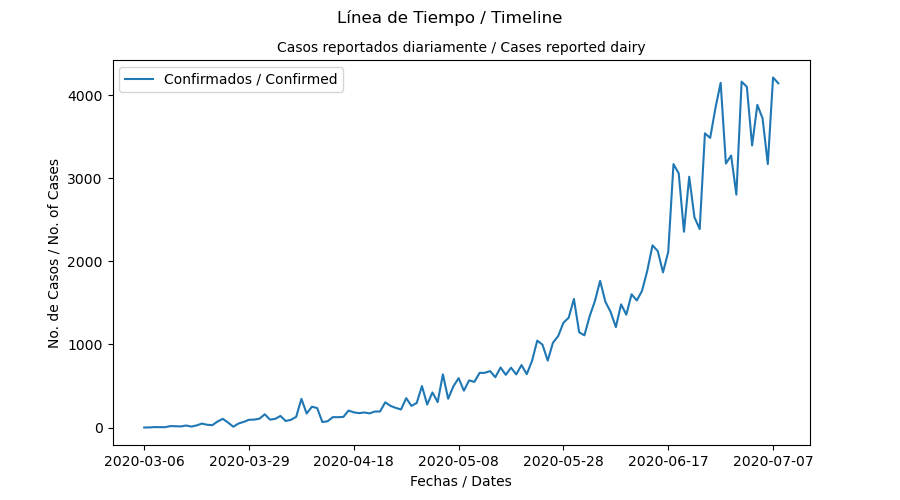 Línea de Tiempo / Timeline
Casos reportados diariamente / Cases reported dairy
Confirmados / Confirmed
No. de Casos / No. of Cases
4000
3000
2000
1000
0
2020-03-06 2020-03-29 2020-04-18 2020-05-08 2020-05-28 2020-06-17 2020-07-07
Fechas / Dates